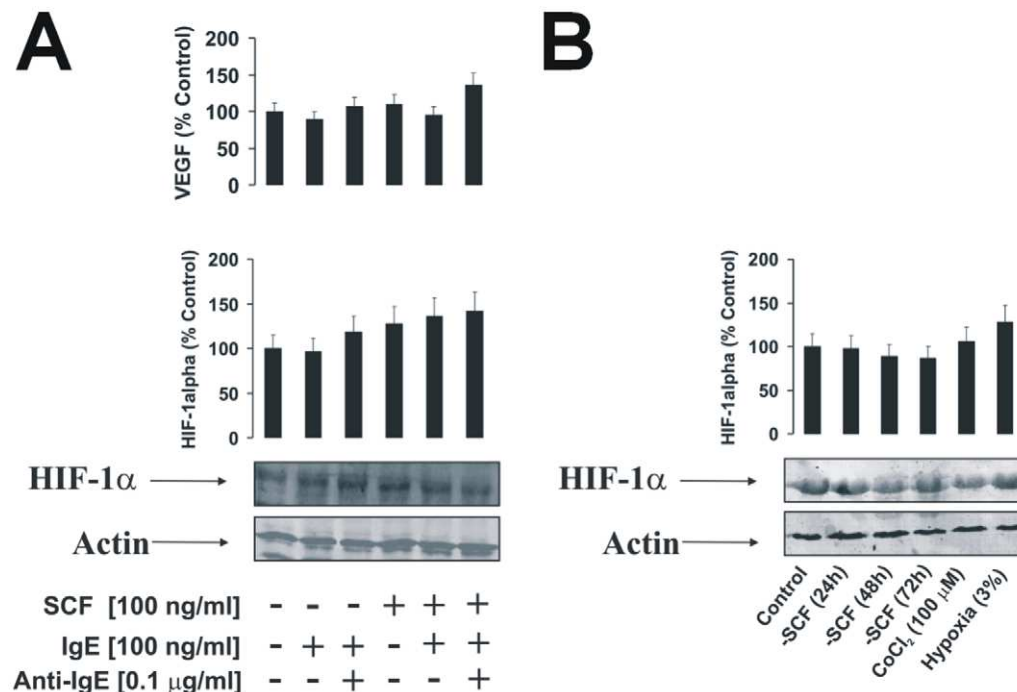 A
VEGF (% Control)
200
150
100
50
0
HIF-1alpha (% Control)
200
150
100
50
0
HIF-1α
Actin
SCF [100 ng/ml] - - - + + +
IgE [100 ng/ml] - + + - + +
Anti-IgE [0.1 μg/ml] - - + - - +
B
HIF-1alpha (% Control)
200
150
100
50
0
HIF-1α
Actin
Control
-SCF (24h)
-SCF (48h)
-SCF (72h)
CoCl₂ (100 μM)
Hypoxia (3%)